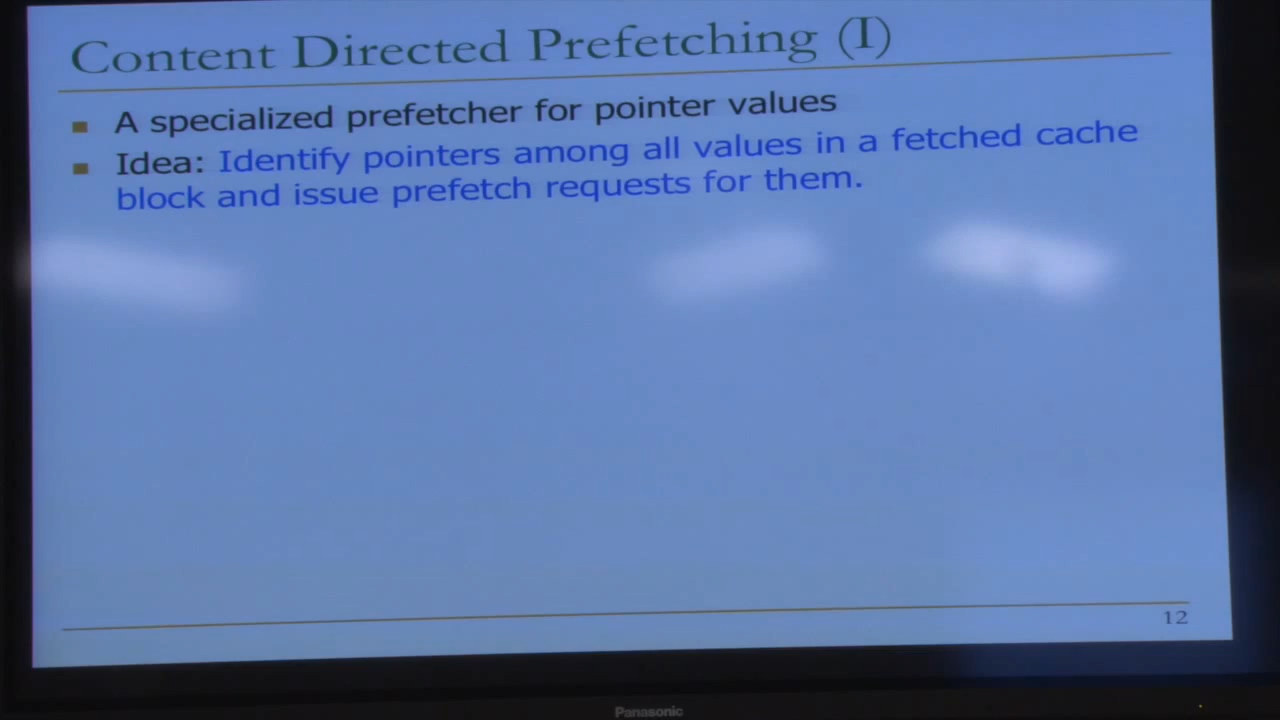 Content Directed Prefetching (I)
■ A specialized prefetcher for pointer values
■ Idea: Identify pointers among all values in a fetched cache
block and issue prefetch requests for them.
12
Panasonic